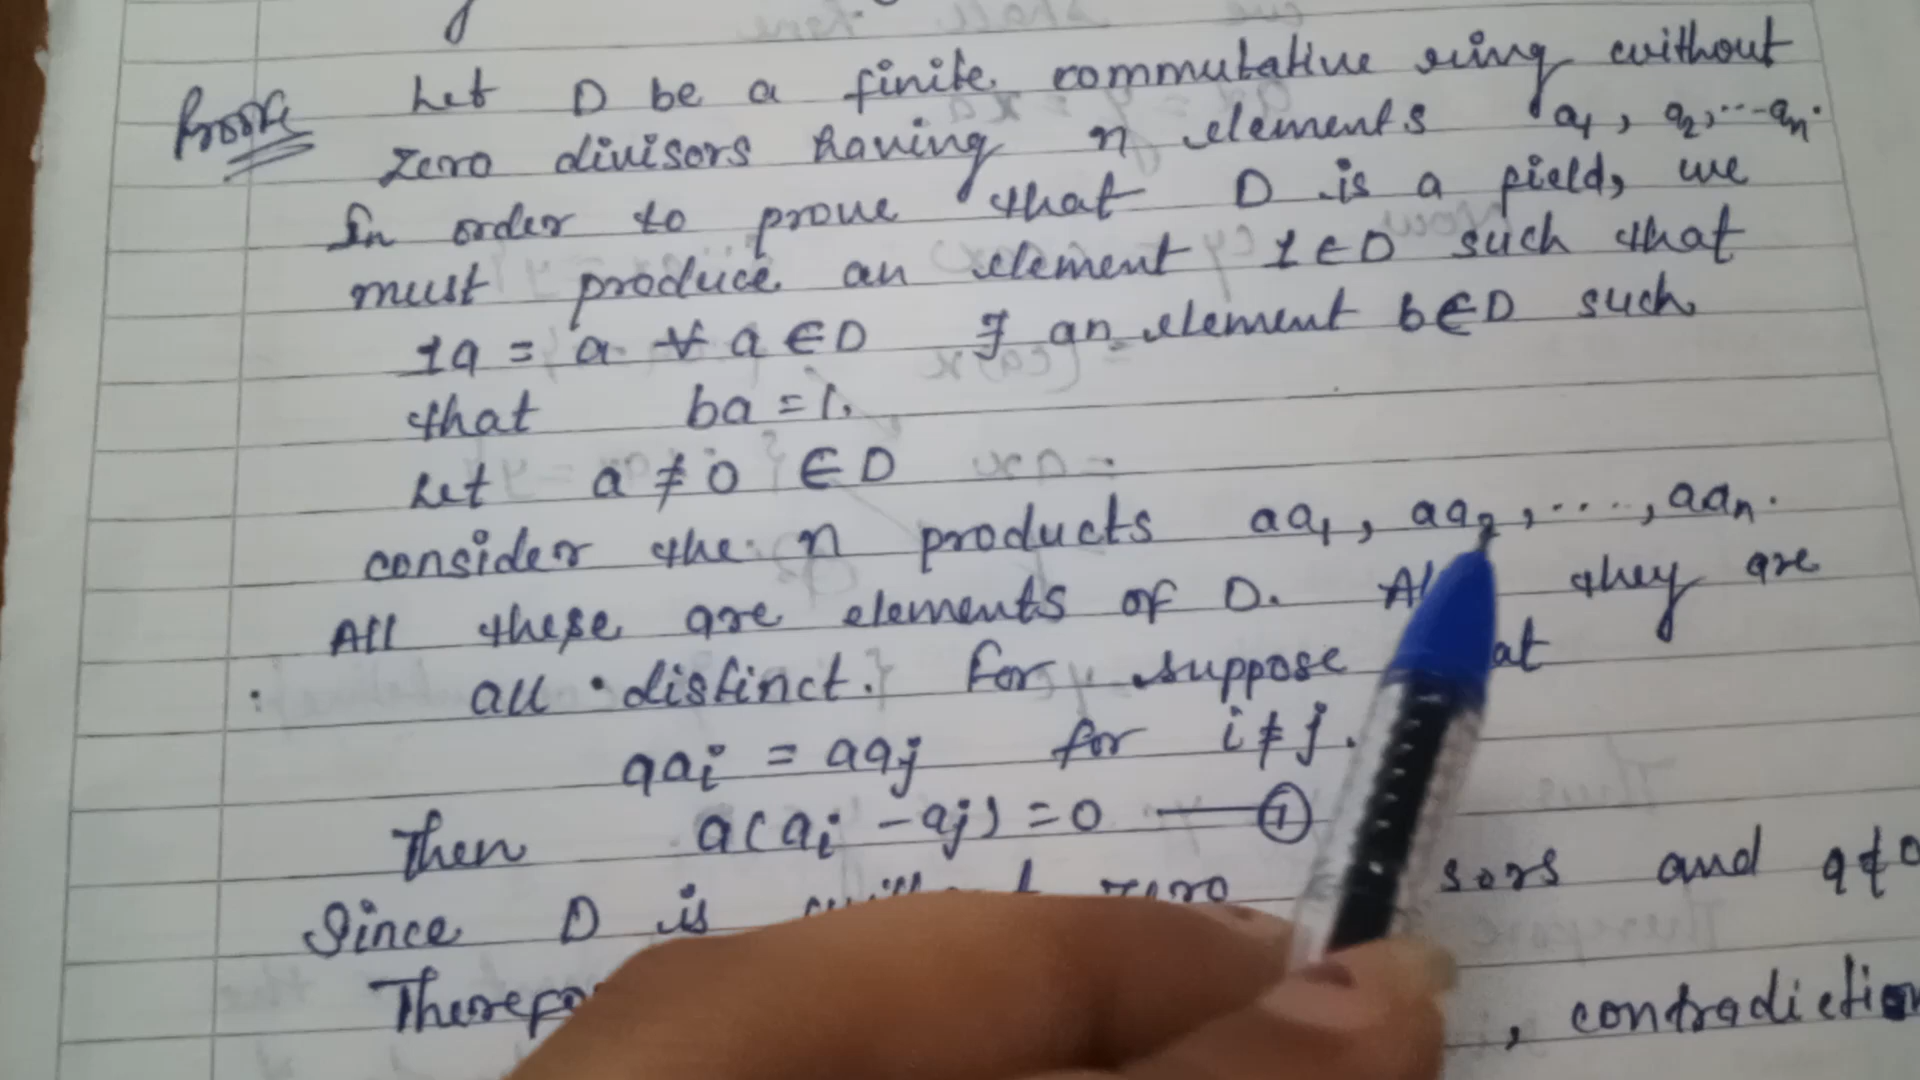 Proof Let D be a finite commutative ring without
zero divisors having n elements a1, a2, ... an.
In order to prove that D is a field, we
must produce an element 1 ∈ D such that
1a = a ∀ a ∈ D ∃ an element b ∈ D such
that ba = 1.
Let a ≠ 0 ∈ D
consider the n products aa1, aa2, ...., aan.
All these are elements of D. they are
all distinct. For suppose
aai = aaj for i ≠ j.
Then a(ai - aj) = 0 — ①
Since D is zero and a ≠ 0
, contradiction